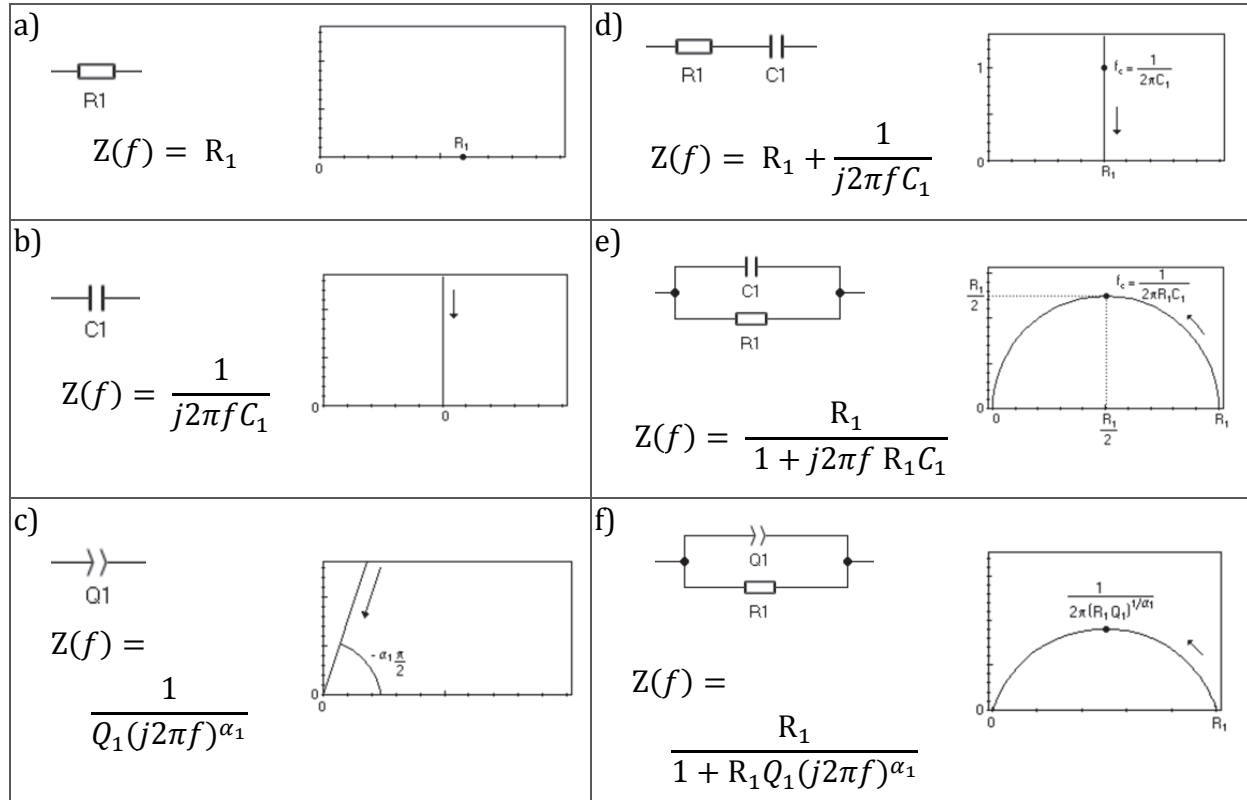 a)
R1
Z(f) = R₁
R₁
0
0
b)
C1
Z(f) = 1/(j2πfC₁)
0
0
c)
Q1
Z(f) =
1/(Q₁(j2πf)^α₁)
- α₁ π/2
0
d)
R1 C1
Z(f) = R₁ + 1/(j2πfC₁)
1
f_c = 1/(2πC₁)
0
R₁
e)
C1
R1
Z(f) = R₁/(1 + j2πf R₁C₁)
R₁/2
f_c = 1/(2πR₁C₁)
0
0
R₁/2
R₁
f)
Q1
R1
Z(f) =
R₁/(1 + R₁Q₁(j2πf)^α₁)
1/(2π(R₁Q₁)^1/α₁)
0
0
R₁